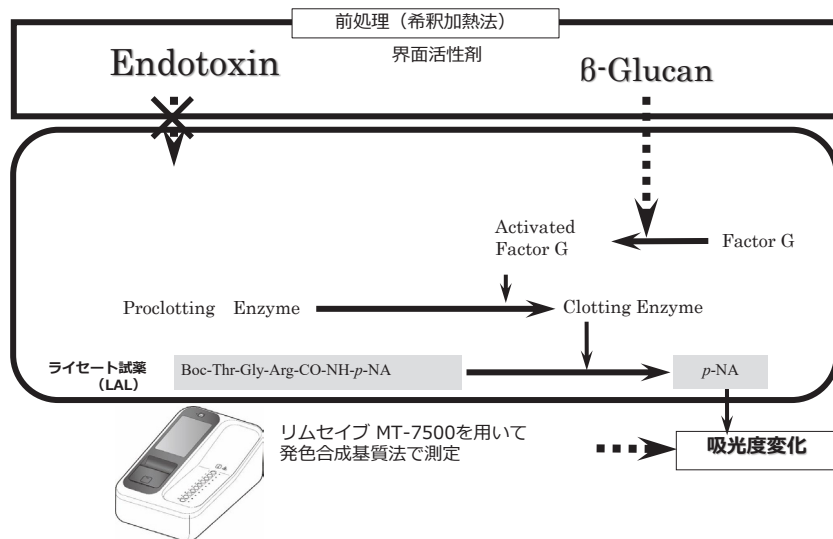 前処理（希釈加熱法）
界面活性剤
Endotoxin
β-Glucan
Activated
Factor G
Factor G
Proclotting Enzyme
Clotting Enzyme
ライセート試薬
（LAL）
Boc-Thr-Gly-Arg-CO-NH-p-NA
p-NA
リムセイブ MT-7500を用いて
発色合成基質法で測定
吸光度変化